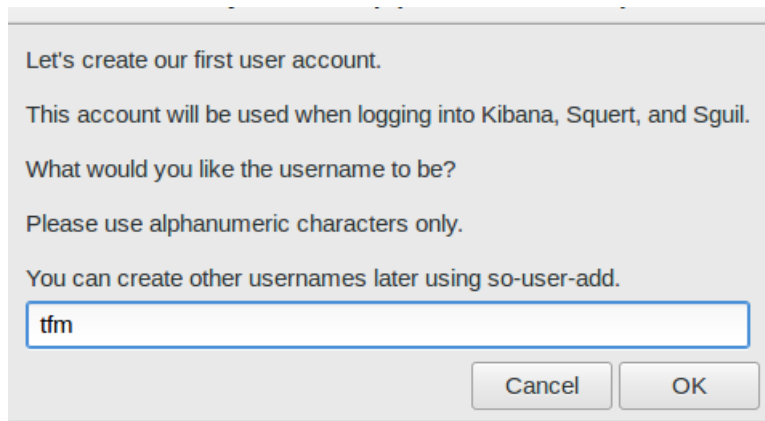 Let's create our first user account.
This account will be used when logging into Kibana, Squert, and Sguil.
What would you like the username to be?
Please use alphanumeric characters only.
You can create other usernames later using so-user-add.
tfm
Cancel OK